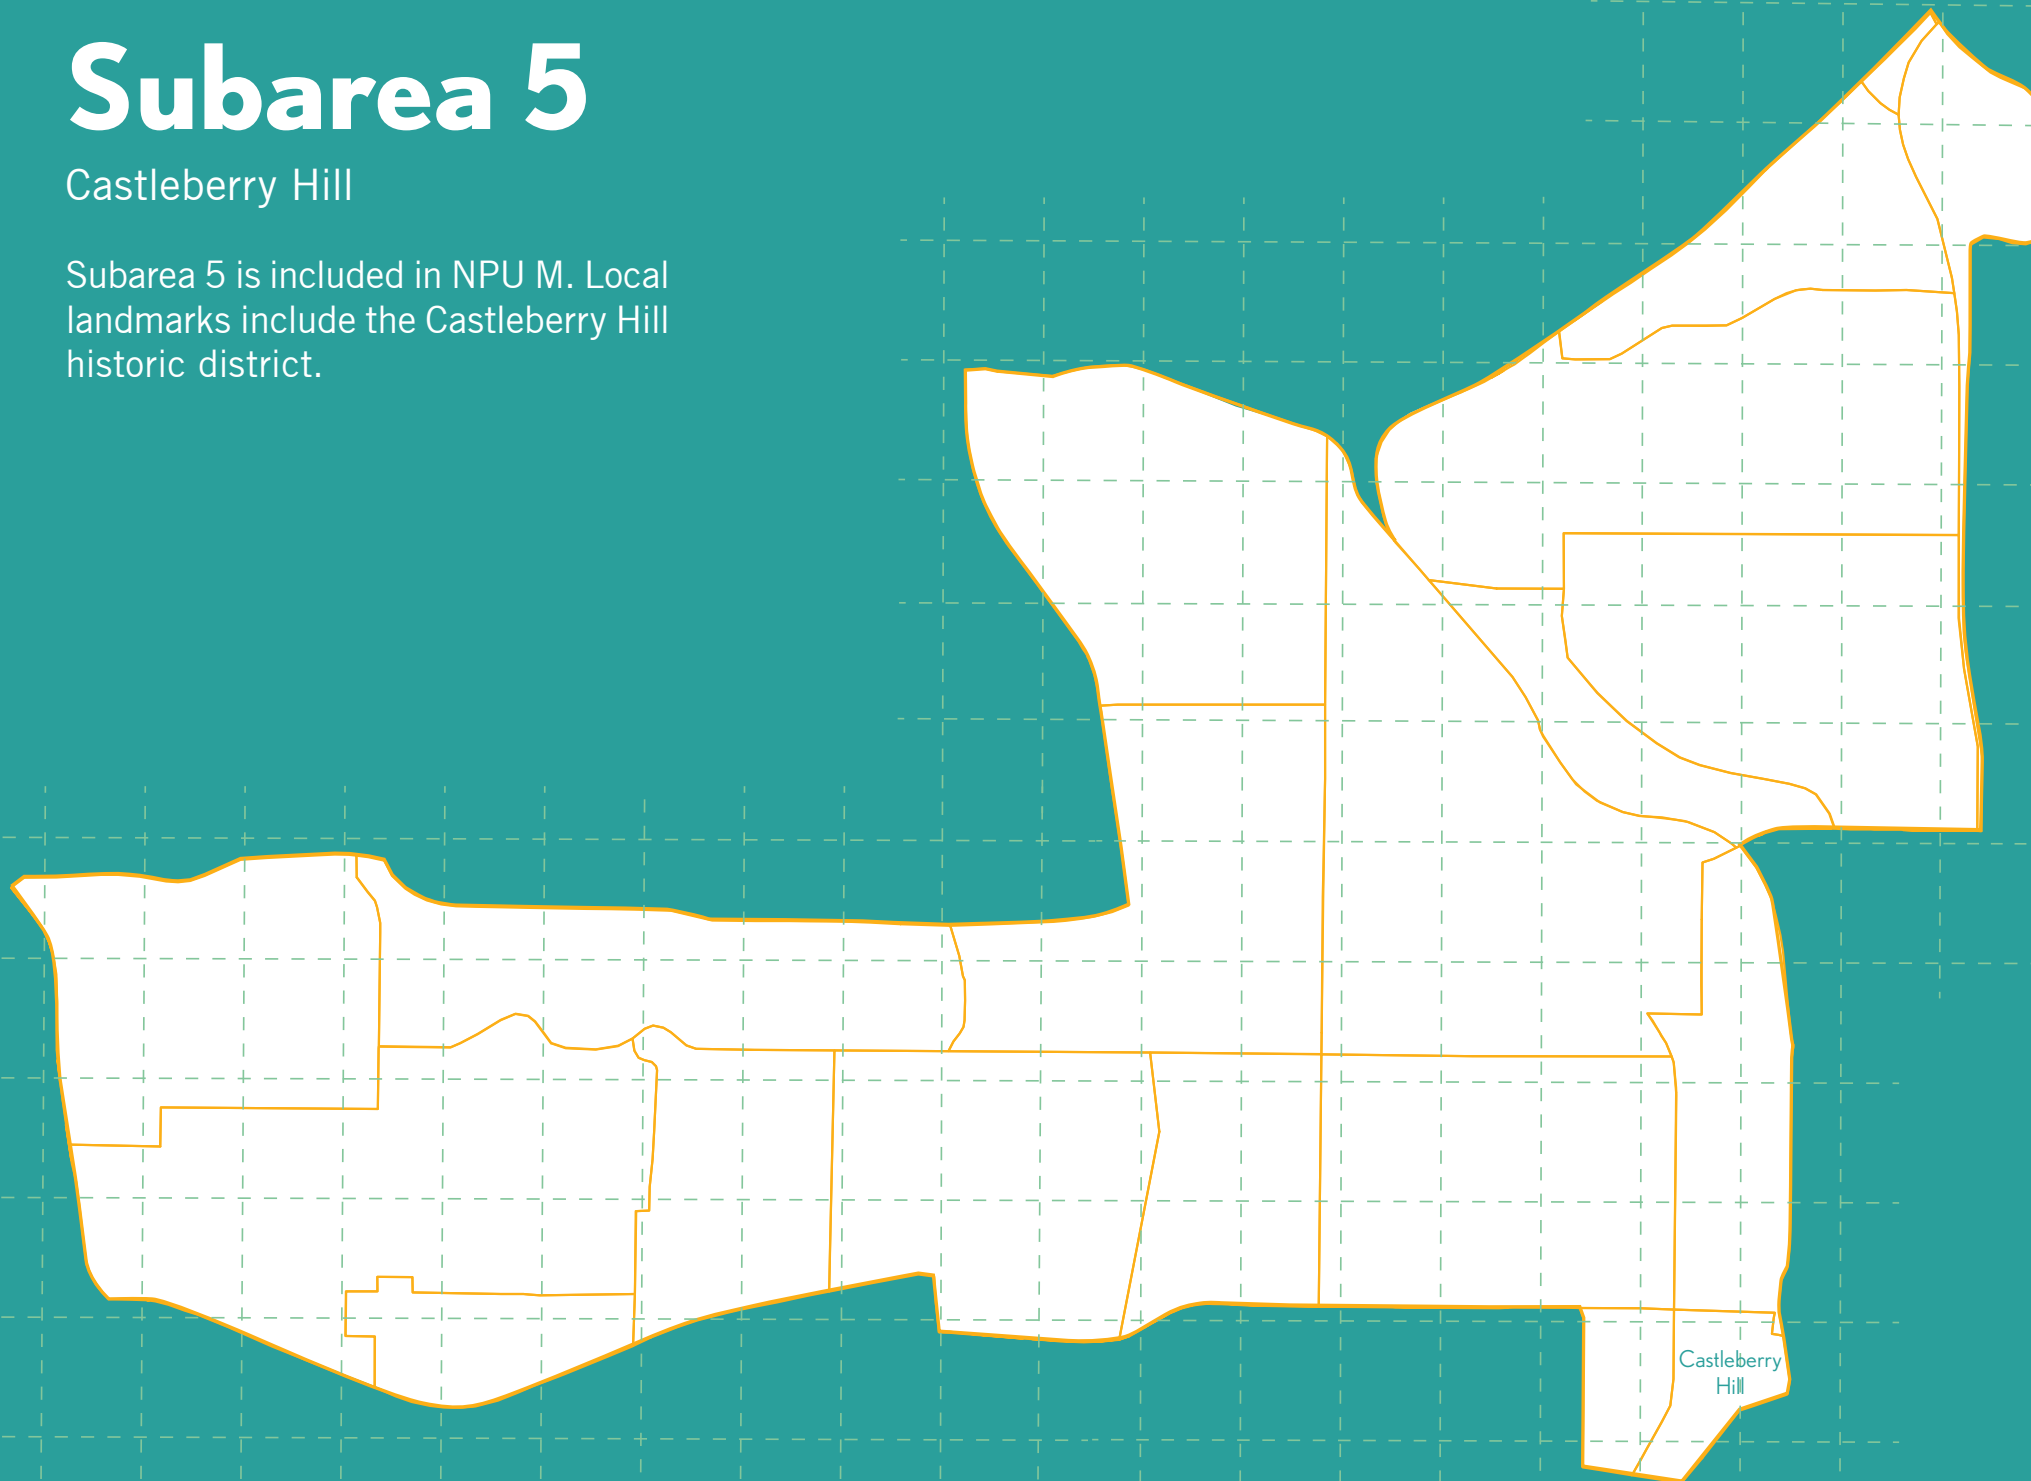 Subarea 5
Castleberry Hill
Subarea 5 is included in NPU M. Local
landmarks include the Castleberry Hill
historic district.
Castleberry
Hill